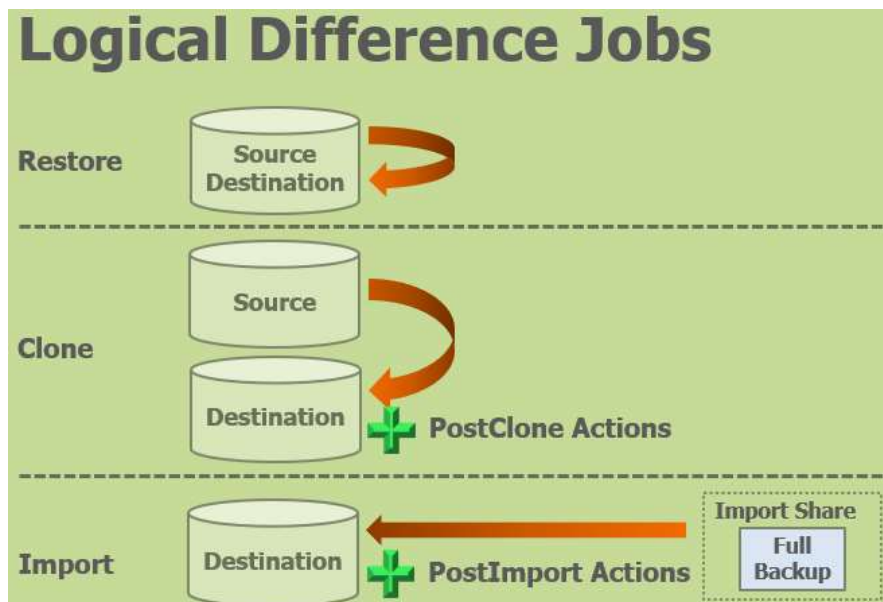 Logical Difference Jobs
Restore
Source
Destination
Clone
Source
Destination
PostClone Actions
Import
Destination
PostImport Actions
Import Share
Full
Backup